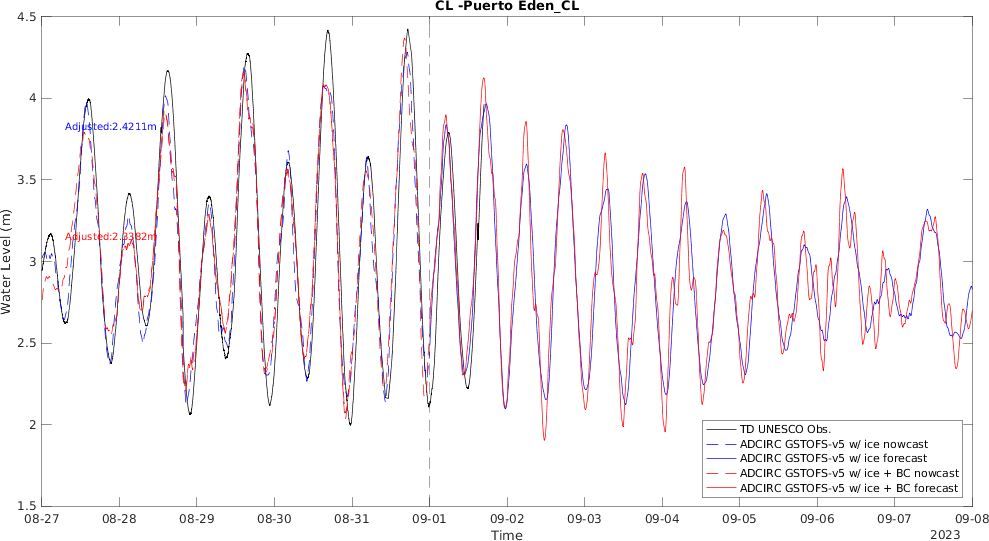 CL -Puerto Eden_CL
4.5
4
3.5
3
2.5
2
1.5
Water Level (m)
Adjusted:2.4211m
Adjusted:2.3382m
TD UNESCO Obs.
ADCIRC GSTOFS-v5 w/ ice nowcast
ADCIRC GSTOFS-v5 w/ ice forecast
ADCIRC GSTOFS-v5 w/ ice + BC nowcast
ADCIRC GSTOFS-v5 w/ ice + BC forecast
08-27 08-28 08-29 08-30 08-31 09-01 09-02 09-03 09-04 09-05 09-06 09-07 09-08
Time
2023